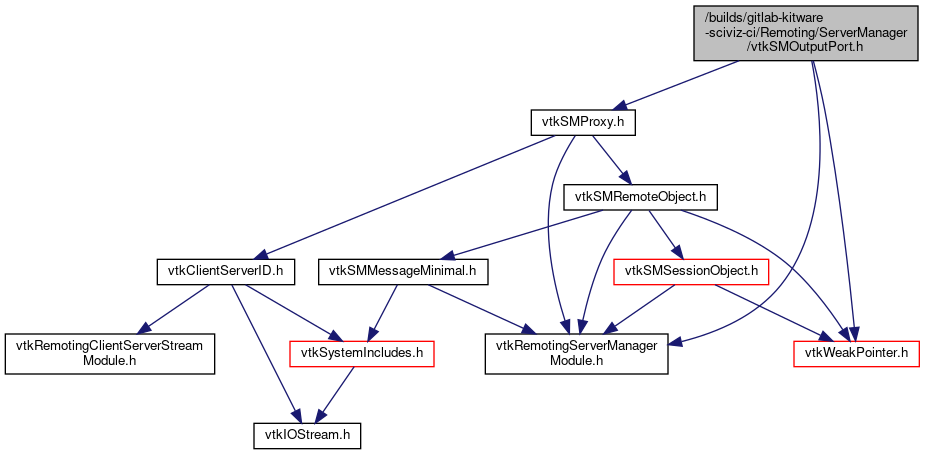 /builds/gitlab-kitware
-sciviz-ci/Remoting/ServerManager
/vtkSMOutputPort.h
vtkSMProxy.h
vtkSMRemoteObject.h
vtkClientServerID.h
vtkSMMessageMinimal.h
vtkSMSessionObject.h
vtkRemotingClientServerStream
Module.h
vtkSystemIncludes.h
vtkRemotingServerManager
Module.h
vtkWeakPointer.h
vtkIOStream.h